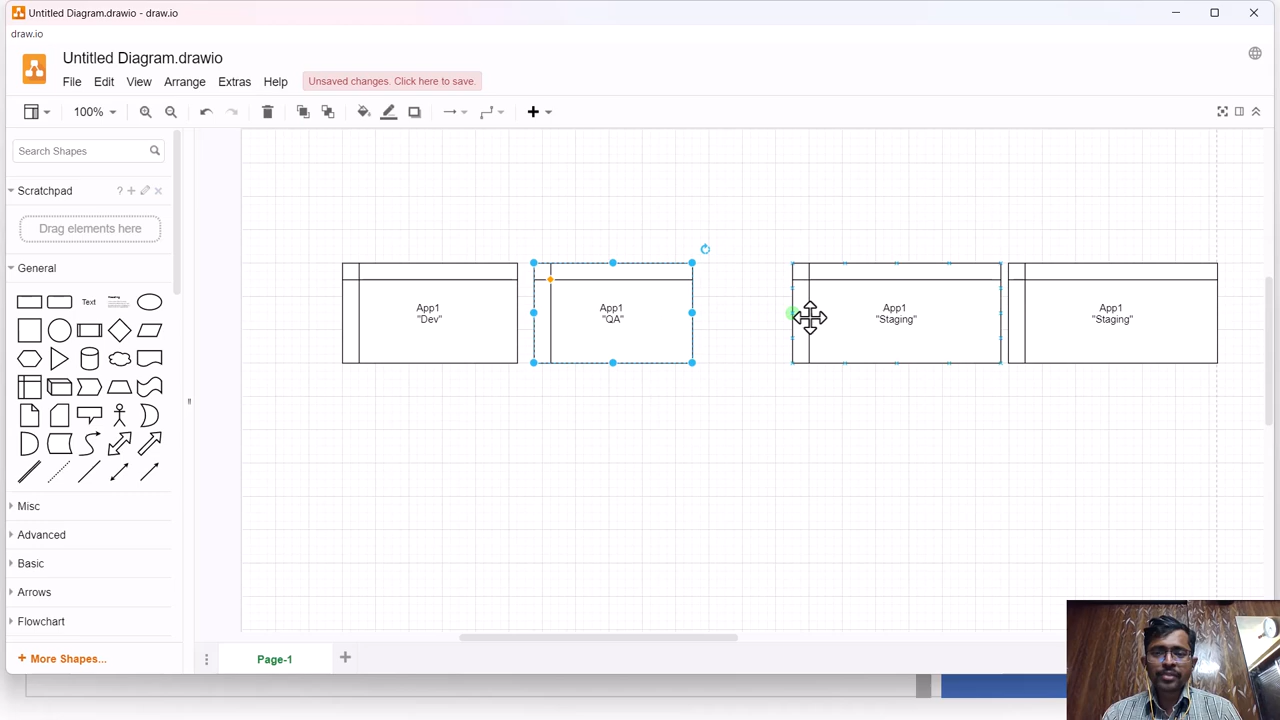 Untitled Diagram.drawio - draw.io
draw.io
Untitled Diagram.drawio
File Edit View Arrange Extras Help Unsaved changes. Click here to save.
100%
Search Shapes
Scratchpad ?
Drag elements here
General
Text
Misc
Advanced
Basic
Arrows
Flowchart
+ More Shapes...
App1
"Dev"
App1
"QA"
App1
"Staging"
App1
"Staging"
Page-1